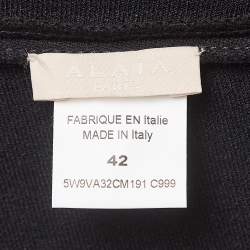 ALAÏA
PARIS
FABRIQUE EN Italie
MADE IN Italy
42
5W9VA32CM191 C999